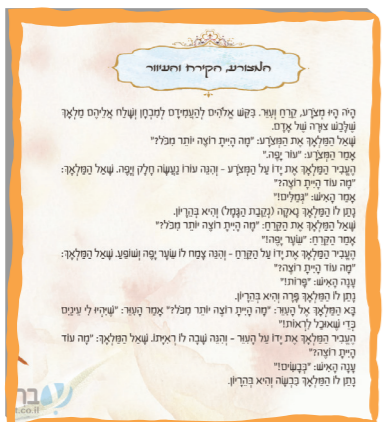 המצורע, הקירח והעיוור
הָיֹה הָיוּ מְצֹרָע, קֵרֵחַ וְעִוֵּר. בִּקֵּשׁ אֱלֹהִים לְהַעֲמִידָם לְמִבְחָן וְשָׁלַח אֲלֵיהֶם מַלְאָךְ
שֶׁלָּבַשׁ צוּרָה שֶׁל אָדָם.
שָׁאַל הַמַּלְאָךְ אֶת הַמְּצֹרָע: "מָה הָיִיתָ רוֹצֶה יוֹתֵר מִכֹּל?"
אָמַר הַמְּצֹרָע: "עוֹר יָפֶה."
הֶעֱבִיר הַמַּלְאָךְ אֶת יָדוֹ עַל הַמְּצֹרָע – וְהִנֵּה עוֹרוֹ נַעֲשָׂה חָלָק וְיָפֶה. שָׁאַל הַמַּלְאָךְ:
"מָה עוֹד הָיִיתָ רוֹצֶה?"
אָמַר הָאִישׁ: "גְּמַלִּים!"
נָתַן לוֹ הַמַּלְאָךְ נָאקָה (נְקֵבַת הַגָּמָל) וְהִיא בְּהֵרָיוֹן.
שָׁאַל הַמַּלְאָךְ אֶת הַקֵּרֵחַ: "מָה הָיִיתָ רוֹצֶה יוֹתֵר מִכֹּל?"
אָמַר הַקֵּרֵחַ: "שֵׂעָר יָפֶה!"
הֶעֱבִיר הַמַּלְאָךְ אֶת יָדוֹ עַל הַקֵּרֵחַ – וְהִנֵּה צָמַח לוֹ שֵׂעָר יָפֶה וְשׁוֹפֵעַ. שָׁאַל הַמַּלְאָךְ:
"מָה עוֹד הָיִיתָ רוֹצֶה?"
עָנָה הָאִישׁ: "פָּרוֹת!"
נָתַן לוֹ הַמַּלְאָךְ פָּרָה וְהִיא בְּהֵרָיוֹן.
בָּא הַמַּלְאָךְ אֶל הָעִוֵּר: "מָה הָיִיתָ רוֹצֶה יוֹתֵר מִכֹּל?" אָמַר הָעִוֵּר: "שֶׁיִּהְיוּ לִי עֵינַיִם
כְּדֵי שֶׁאוּכַל לִרְאוֹת!"
הֶעֱבִיר הַמַּלְאָךְ אֶת יָדוֹ עַל הָעִוֵּר – וְהִנֵּה שָׁבָה לוֹ רְאִיָּתוֹ. שָׁאַל הַמַּלְאָךְ: "מָה עוֹד
הָיִיתָ רוֹצֶה?"
עָנָה הָאִישׁ: "כְּבָשִׂים!"
נָתַן לוֹ הַמַּלְאָךְ כִּבְשָׂה וְהִיא בְּהֵרָיוֹן.